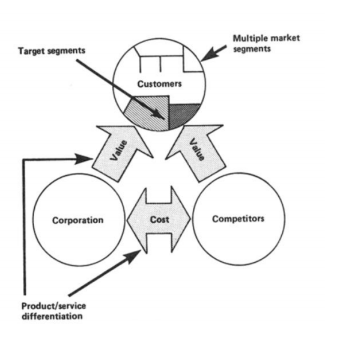 Multiple market
segments
Target segments
Customers
Value
Value
Corporation
Cost
Competitors
Product/service
differentiation